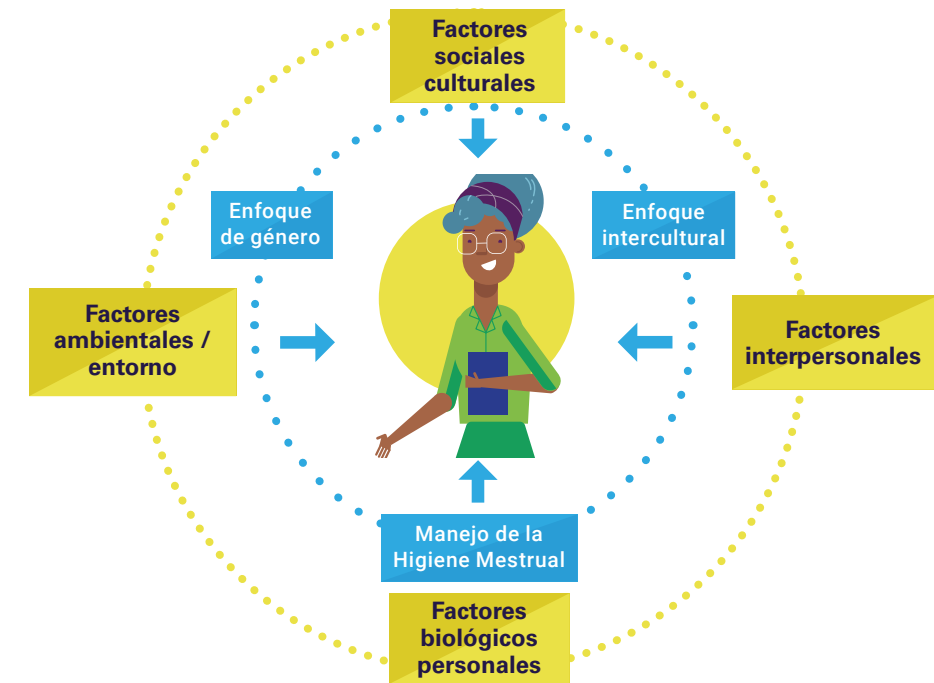 Factores
sociales
culturales
Enfoque
de género
Enfoque
intercultural
Factores
ambientales /
entorno
Factores
interpersonales
Manejo de la
Higiene Mestrual
Factores
biológicos
personales